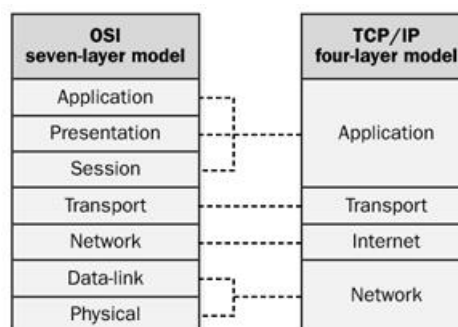 OSI
seven-layer model
Application
Presentation
Session
Transport
Network
Data-link
Physical
TCP/IP
four-layer model
Application
Transport
Internet
Network